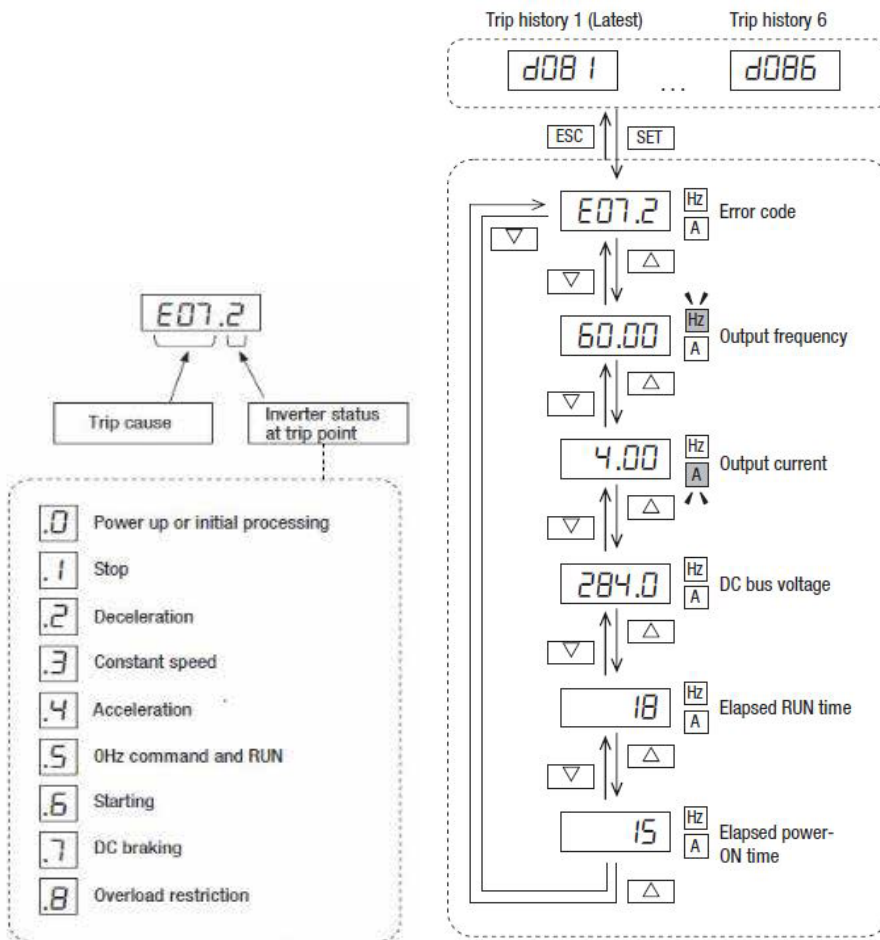 E07.2
Trip cause
Inverter status
at trip point
.0 Power up or initial processing
.1 Stop
.2 Deceleration
.3 Constant speed
.4 Acceleration
.5 0Hz command and RUN
.6 Starting
.7 DC braking
.8 Overload restriction
Trip history 1 (Latest) Trip history 6
d081 ... d086
ESC SET
E07.2 Hz A Error code
60.00 Hz A Output frequency
4.00 Hz A Output current
284.0 Hz A DC bus voltage
18 Hz A Elapsed RUN time
15 Hz A Elapsed power-
ON time